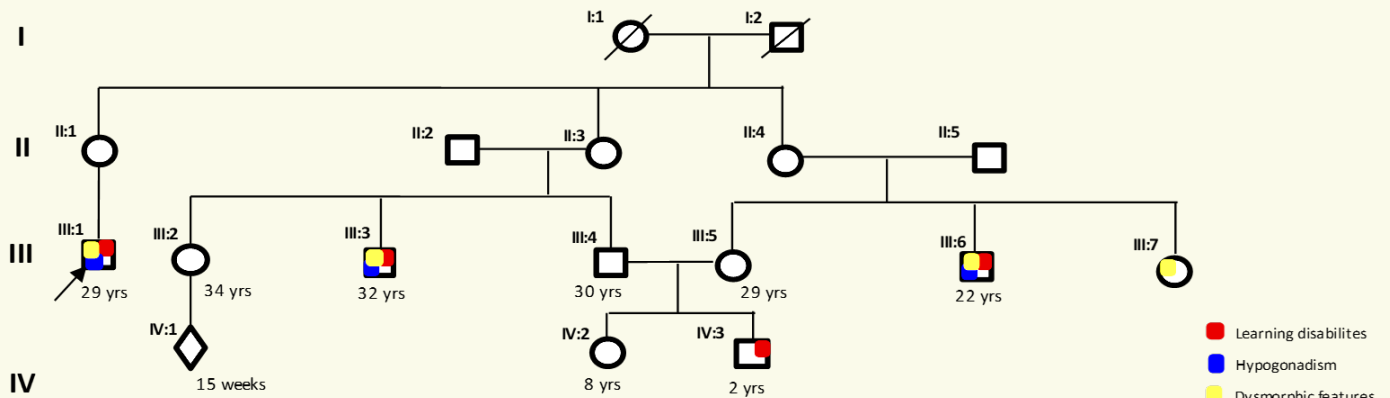 I
I:1
I:2
II
II:1
II:2
II:3
II:4
II:5
III
III:1
III:2
III:3
III:4
III:5
III:6
III:7
29 yrs
34 yrs
32 yrs
30 yrs
29 yrs
22 yrs
IV:1
IV:2
IV:3
Learning disabilites
Hypogonadism
IV
15 weeks
8 yrs
2 yrs
Dysmorphic features